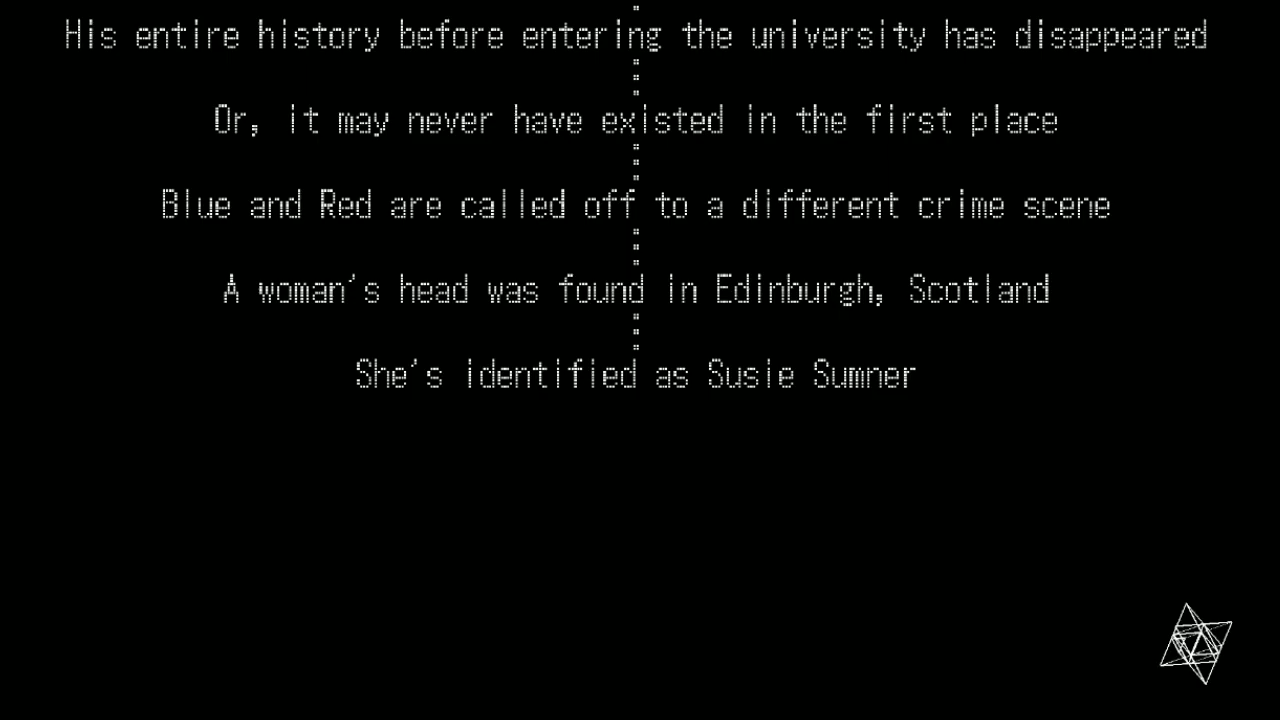 His entire history before entering the university has disappeared
Or, it may never have existed in the first place
Blue and Red are called off to a different crime scene
A woman's head was found in Edinburgh, Scotland
She's identified as Susie Sumner